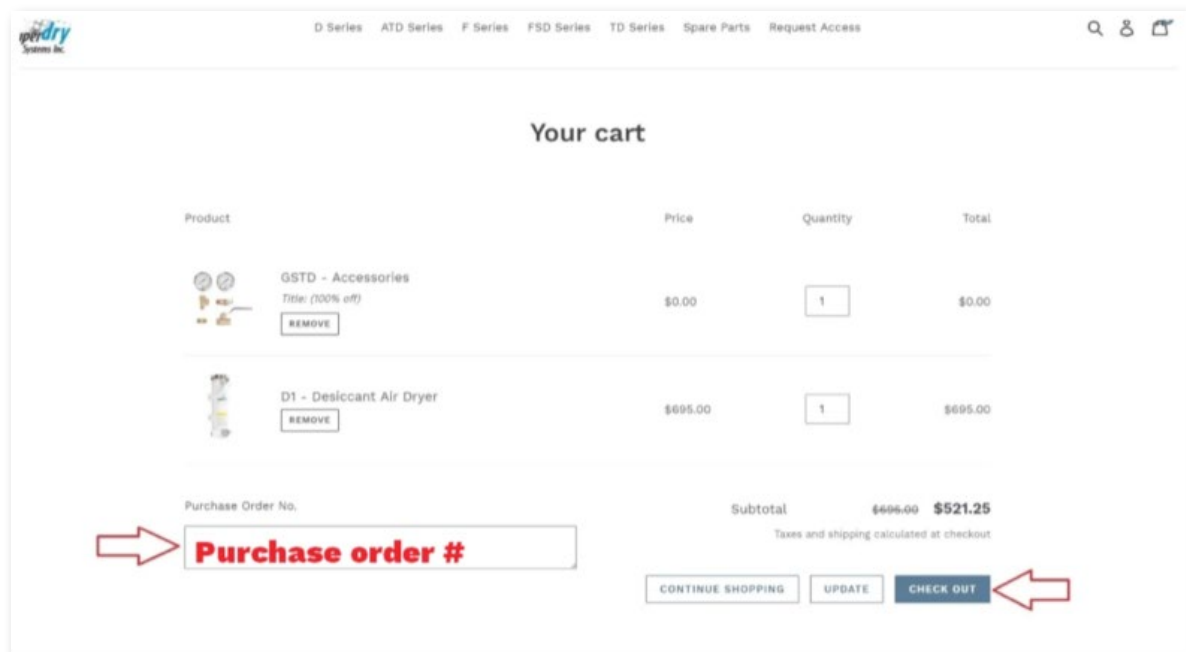 uperdry
Systems Inc.
D Series ATD Series F Series FSD Series TD Series Spare Parts Request Access
Your cart
Product Price Quantity Total
GSTD - Accessories
Title: (100% off)
REMOVE
$0.00 1 $0.00
D1 - Desiccant Air Dryer
REMOVE
$695.00 1 $695.00
Purchase Order No.
Purchase order #
Subtotal $695.00 $521.25
Taxes and shipping calculated at checkout
CONTINUE SHOPPING UPDATE CHECK OUT